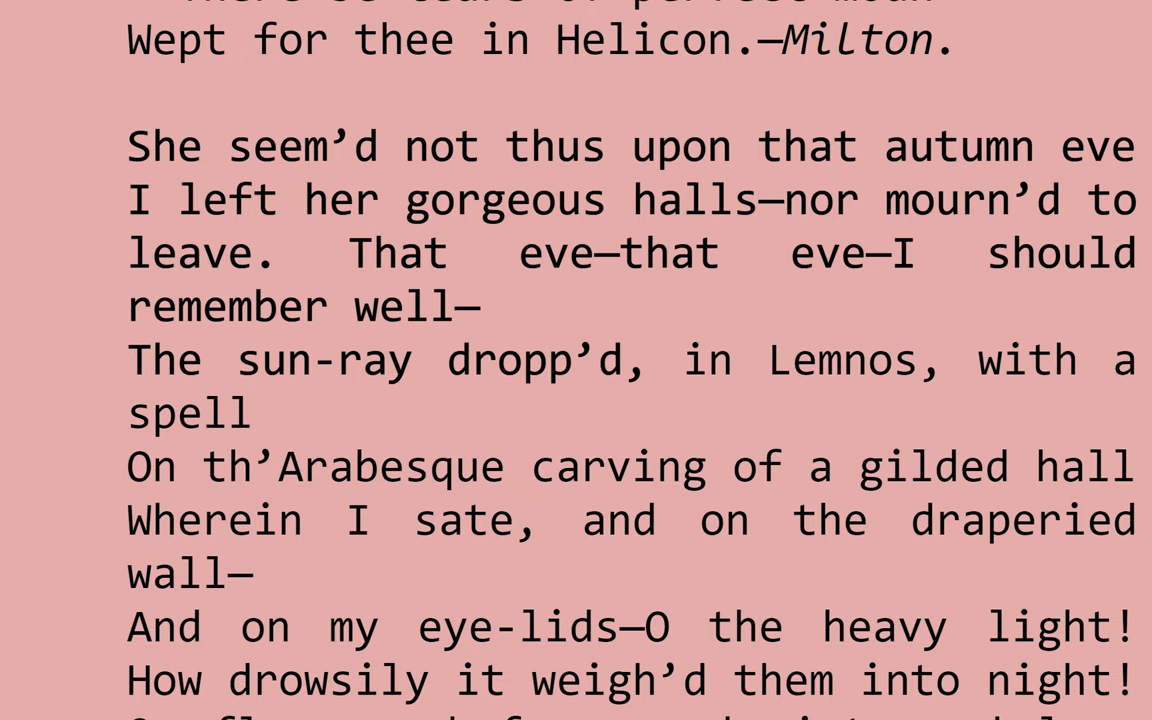 Wept for thee in Helicon.—Milton.
She seem’d not thus upon that autumn eve
I left her gorgeous halls—nor mourn’d to
leave. That eve—that eve—I should
remember well—
The sun-ray dropp’d, in Lemnos, with a
spell
On th’Arabesque carving of a gilded hall
Wherein I sate, and on the draperied
wall—
And on my eye-lids—O the heavy light!
How drowsily it weigh’d them into night!